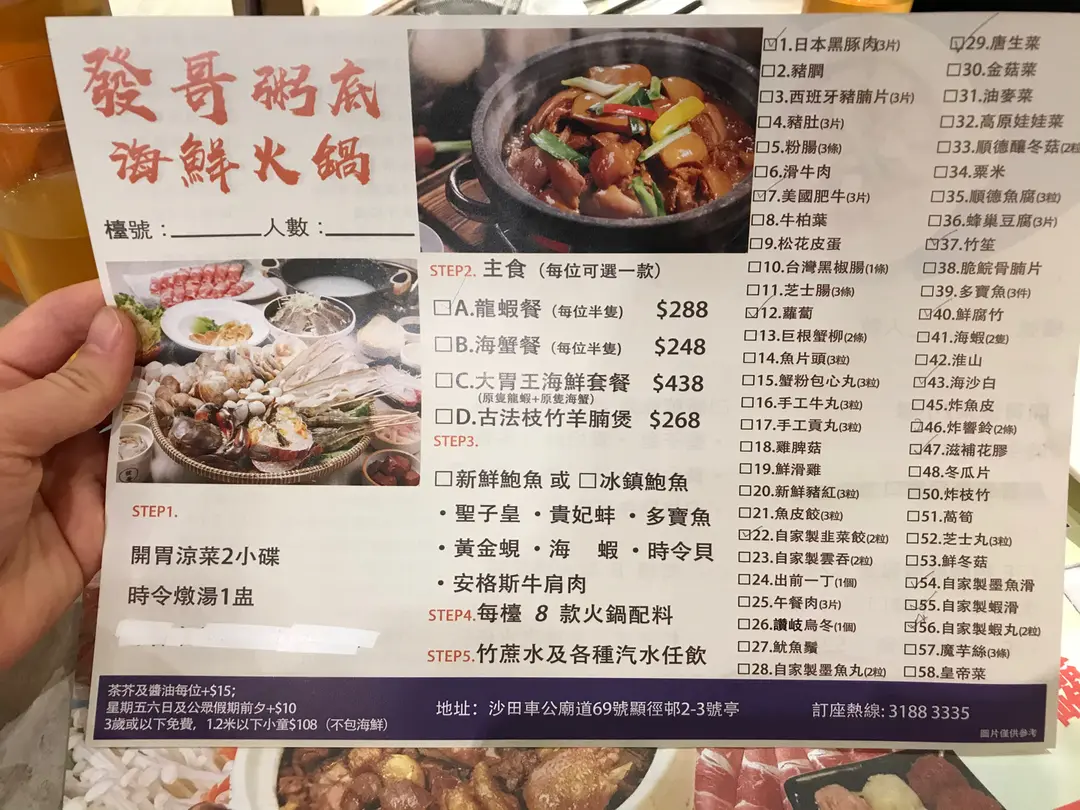 發哥粥底
海鮮火鍋
檯號：________人數：________
STEP1.
開胃涼菜2小碟
時令燉湯1盅
STEP2. 主食（每位可選一款）
□A.龍蝦餐（每位半隻） $288
□B.海蟹餐（每位半隻） $248
□C.大胃王海鮮套餐 $438
（原隻龍蝦+原隻海蟹）
□D.古法枝竹羊腩煲 $268
STEP3.
□新鮮鮑魚 或 □冰鎮鮑魚
・聖子皇・貴妃蚌・多寶魚
・黃金蜆・海 蝦・時令貝
・安格斯牛肩肉
STEP4.每檯 8 款火鍋配料
STEP5.竹蔗水及各種汽水任飲
☑1.日本黑豚肉(3片)
□2.豬膶
□3.西班牙豬腩片(3片)
□4.豬肚(3片)
□5.粉腸(3條)
□6.滑牛肉
☑7.美國肥牛(3片)
□8.牛柏葉
□9.松花皮蛋
□10.台灣黑椒腸(1條)
□11.芝士腸(3條)
☑12.蘿蔔
□13.巨根蟹柳(2條)
□14.魚片頭(3粒)
□15.蟹粉包心丸(3粒)
□16.手工牛丸(3粒)
□17.手工貢丸(3粒)
□18.雞脾菇
□19.鮮滑雞
□20.新鮮豬紅(3粒)
□21.魚皮餃(3粒)
☑22.自家製韭菜餃(2粒)
□23.自家製雲吞(2粒)
□24.出前一丁(1個)
□25.午餐肉(3片)
□26.讚岐烏冬(1個)
□27.魷魚鬚
□28.自家製墨魚丸(2粒)
☑29.唐生菜
□30.金菇菜
□31.油麥菜
□32.高原娃娃菜
□33.順德釀冬菇(2粒
□34.粟米
□35.順德魚腐(3粒)
□36.蜂巢豆腐(3片)
☑37.竹笙
□38.脆皖骨腩片
□39.多寶魚(3件)
☑40.鮮腐竹
□41.海蝦(2隻)
□42.淮山
☑43.海沙白
□45.炸魚皮
☑46.炸響鈴(2條)
☑47.滋補花膠
□48.冬瓜片
□50.炸枝竹
□51.萵筍
□52.芝士丸(3粒)
□53.鮮冬菇
☑54.自家製墨魚滑
☑55.自家製蝦滑
☑56.自家製蝦丸(2粒)
□57.魔芋絲(3條)
□58.皇帝菜
茶芥及醬油每位+$15;
星期五六日及公眾假期前夕+$10
3歲或以下免費，1.2米以下小童$108（不包海鮮）
地址：沙田車公廟道69號顯徑邨2-3號亭
訂座熱線: 3188 3335
圖片僅供參考